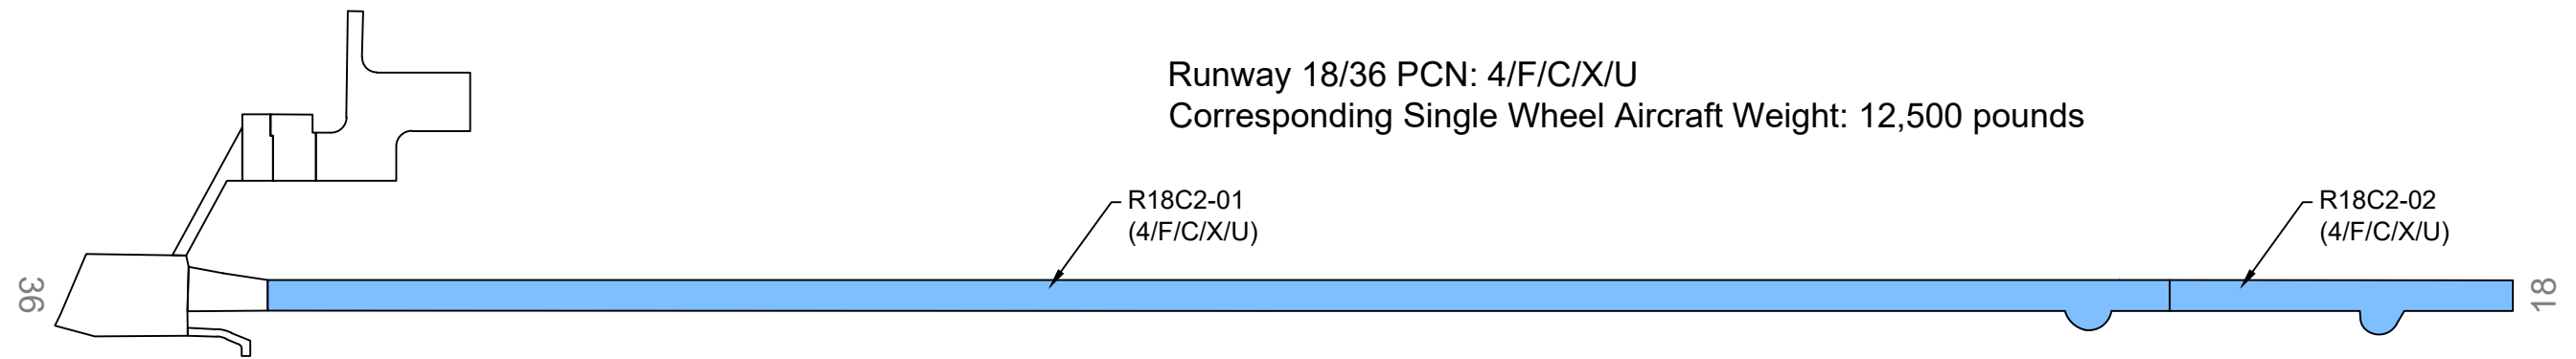 Runway 18/36 PCN: 4/F/C/X/U
Corresponding Single Wheel Aircraft Weight: 12,500 pounds
R18C2-01
(4/F/C/X/U)
R18C2-02
(4/F/C/X/U)
36
18